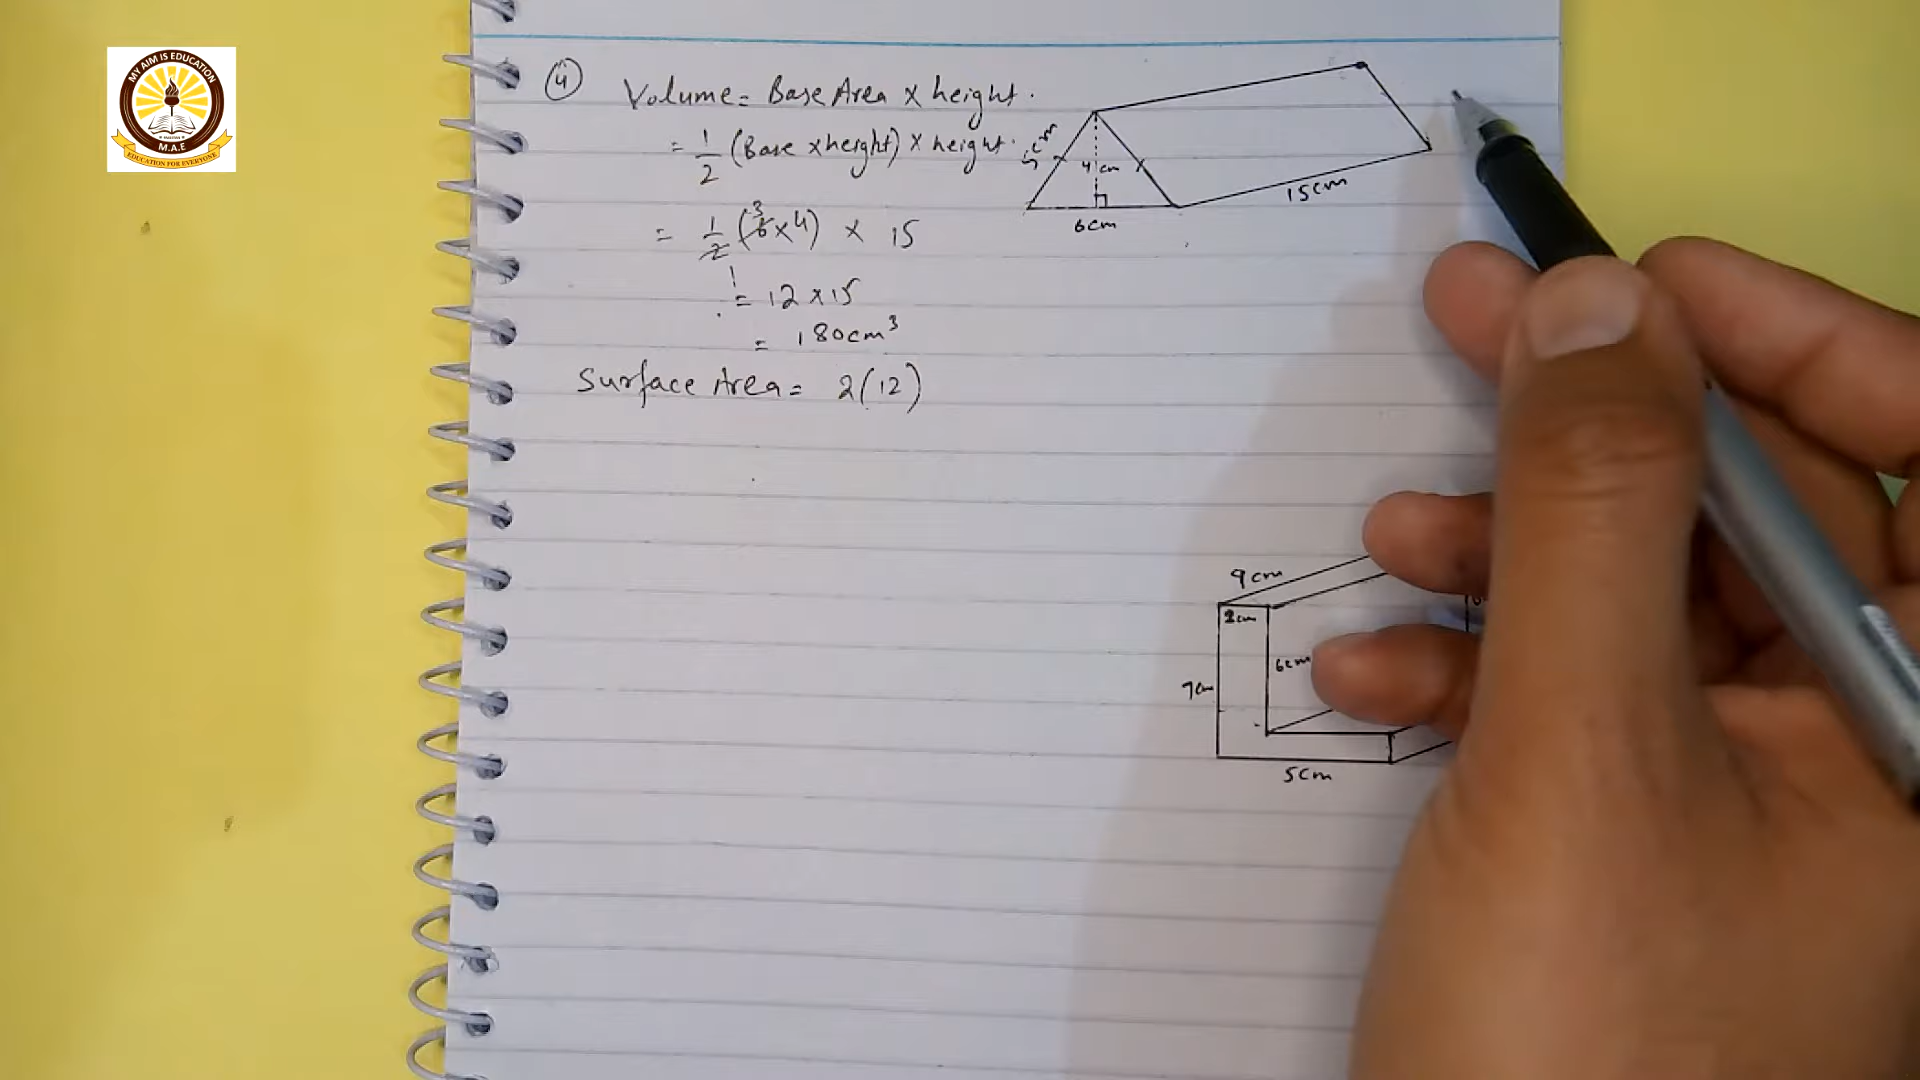 MY AIM IS EDUCATION
M.A.E
EDUCATION FOR EVERYONE
4 Volume = Base Area x height.
= 1/2 (Base x height) x height.
= 1/2 (6 3 x 4) x 15
1
= 12 x 15
= 180cm³
Surface Area = 2(12)
5cm
4cm
6cm
15cm
9cm
2cm
6cm
7cm
5cm